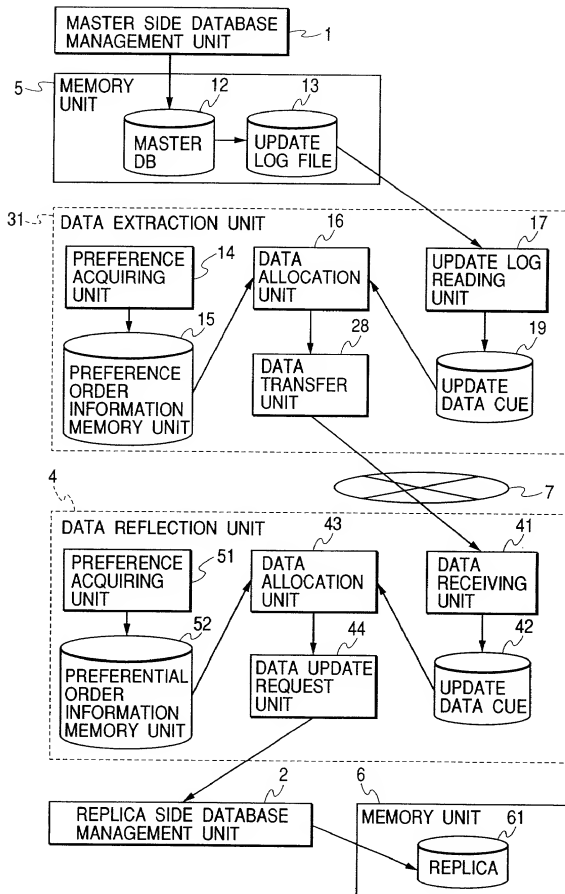 MASTER SIDE DATABASE
MANAGEMENT UNIT
1
5
MEMORY
UNIT
12
13
MASTER
DB
UPDATE
LOG FILE
31
DATA EXTRACTION UNIT
PREFERENCE
ACQUIRING
UNIT
14
16
DATA
ALLOCATION
UNIT
17
UPDATE LOG
READING
UNIT
15
PREFERENCE
ORDER
INFORMATION
MEMORY UNIT
28
DATA
TRANSFER
UNIT
19
UPDATE
DATA CUE
7
4
DATA REFLECTION UNIT
PREFERENCE
ACQUIRING
UNIT
51
43
DATA
ALLOCATION
UNIT
41
DATA
RECEIVING
UNIT
52
PREFERENTIAL
ORDER
INFORMATION
MEMORY UNIT
44
DATA UPDATE
REQUEST
UNIT
42
UPDATE
DATA CUE
2
REPLICA SIDE DATABASE
MANAGEMENT UNIT
6
MEMORY UNIT
61
REPLICA